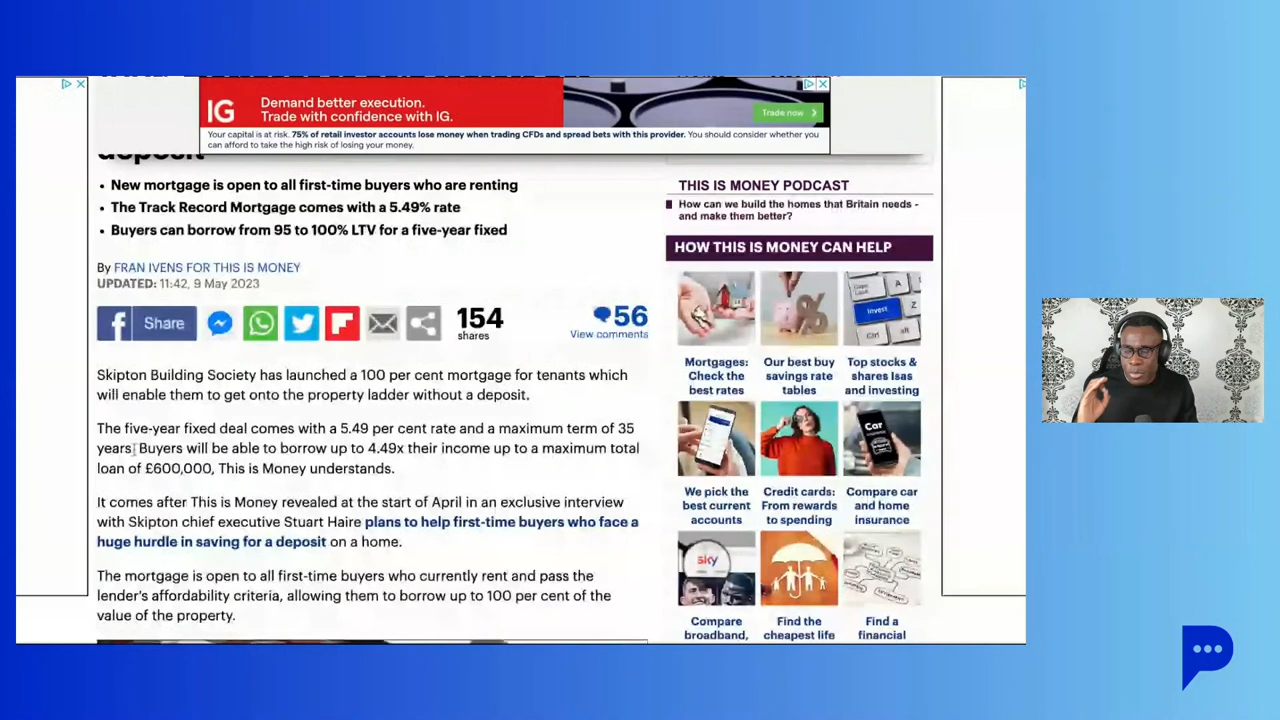 IG
Demand better execution.
Trade with confidence with IG.
Trade now
Your capital is at risk. 75% of retail investor accounts lose money when trading CFDs and spread bets with this provider. You should consider whether you
can afford to take the high risk of losing your money.
deposit
New mortgage is open to all first-time buyers who are renting
The Track Record Mortgage comes with a 5.49% rate
Buyers can borrow from 95 to 100% LTV for a five-year fixed
By FRAN IVENS FOR THIS IS MONEY
UPDATED: 11:42, 9 May 2023
Share
154
shares
56
View comments
Skipton Building Society has launched a 100 per cent mortgage for tenants which
will enable them to get onto the property ladder without a deposit.
The five-year fixed deal comes with a 5.49 per cent rate and a maximum term of 35
years. Buyers will be able to borrow up to 4.49x their income up to a maximum total
loan of £600,000, This is Money understands.
It comes after This is Money revealed at the start of April in an exclusive interview
with Skipton chief executive Stuart Haire plans to help first-time buyers who face a
huge hurdle in saving for a deposit on a home.
The mortgage is open to all first-time buyers who currently rent and pass the
lender's affordability criteria, allowing them to borrow up to 100 per cent of the
value of the property.
THIS IS MONEY PODCAST
How can we build the homes that Britain needs -
and make them better?
HOW THIS IS MONEY CAN HELP
Invest
Ctrl
alt
Car
Mortgages:
Check the
best rates
Our best buy
savings rate
tables
Top stocks &
shares Isas
and investing
We pick the
best current
accounts
Credit cards:
From rewards
to spending
Compare car
and home
insurance
sky
Compare
broadband,
Find the
cheapest life
Find a
financial